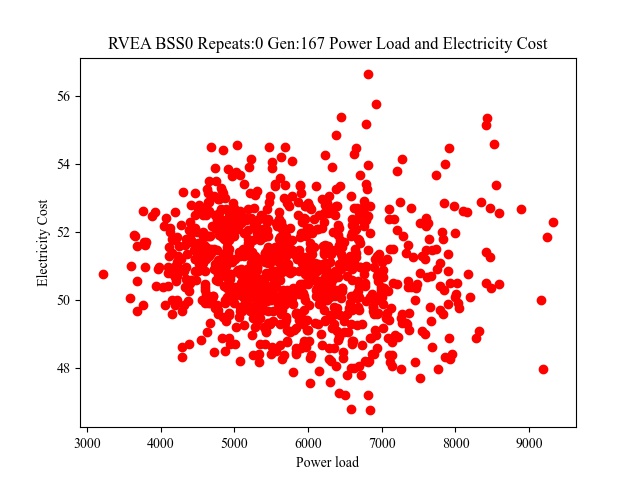 RVEA BSS0 Repeats:0 Gen:167 Power Load and Electricity Cost
56
54
52
50
48
Electricity Cost
3000 4000 5000 6000 7000 8000 9000
Power load